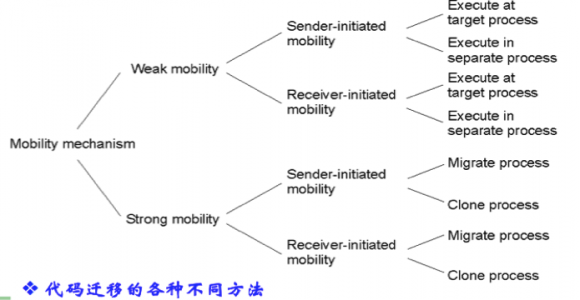 Execute at
target process
Sender-initiated
mobility
Execute in
separate process
Weak mobility
Execute at
target process
Receiver-initiated
mobility
Execute in
separate process
Mobility mechanism
Migrate process
Sender-initiated
mobility
Clone process
Strong mobility
Migrate process
Receiver-initiated
mobility
Clone process
❖ 代码迁移的各种不同方法